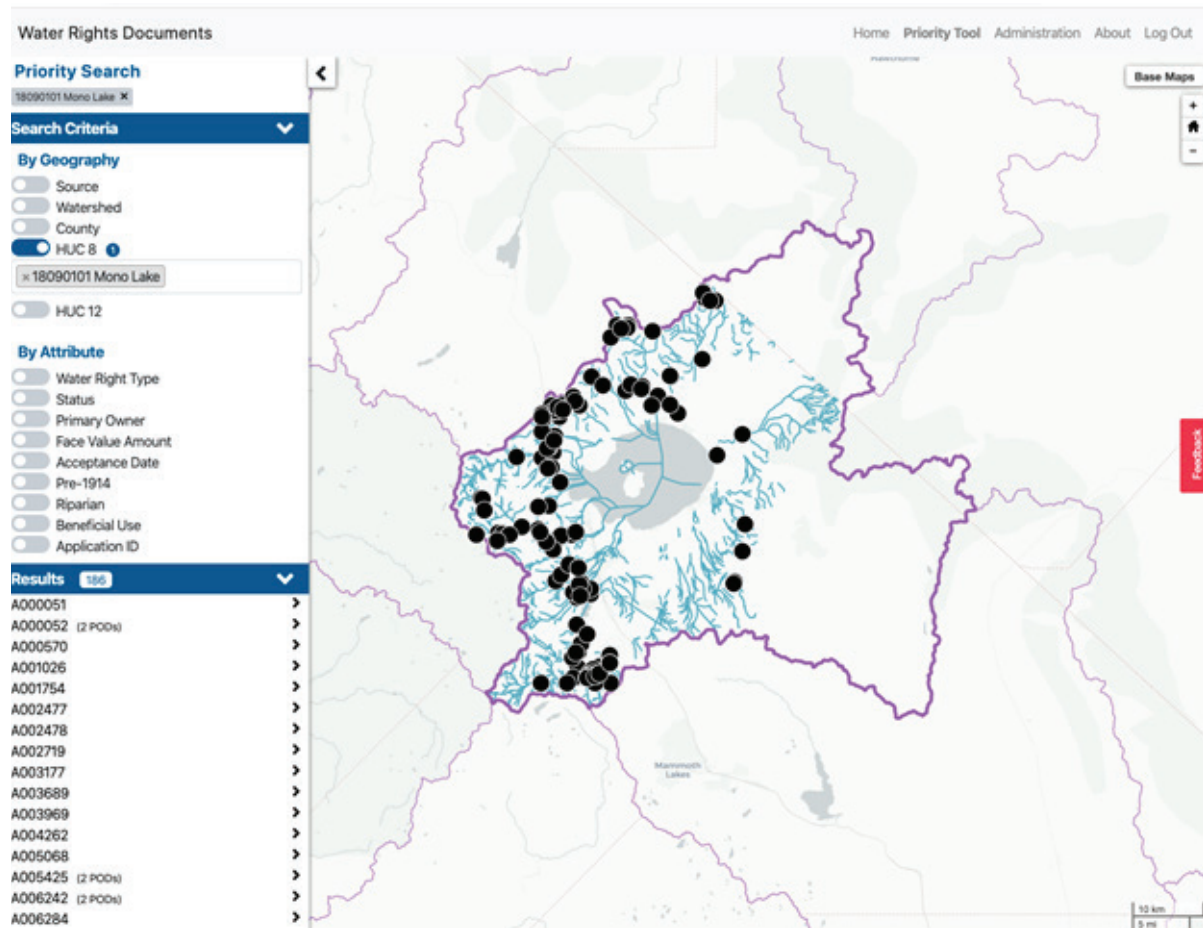 Water Rights Documents
Home Priority Tool Administration About Log Out
Priority Search
18090101 Mono Lake ×
Search Criteria
By Geography
Source
Watershed
County
HUC 8 1
×18090101 Mono Lake
HUC 12
By Attribute
Water Right Type
Status
Primary Owner
Face Value Amount
Acceptance Date
Pre-1914
Riparian
Beneficial Use
Application ID
Results 186
A000051
A000052 (2 PODs)
A000570
A001026
A001754
A002477
A002478
A002719
A003177
A003689
A003969
A004262
A005068
A005425 (2 PODs)
A006242 (2 PODs)
A006284
Hawthorne
Base Maps
+
−
Feedback
Mammoth
Lakes
10 km
5 mi